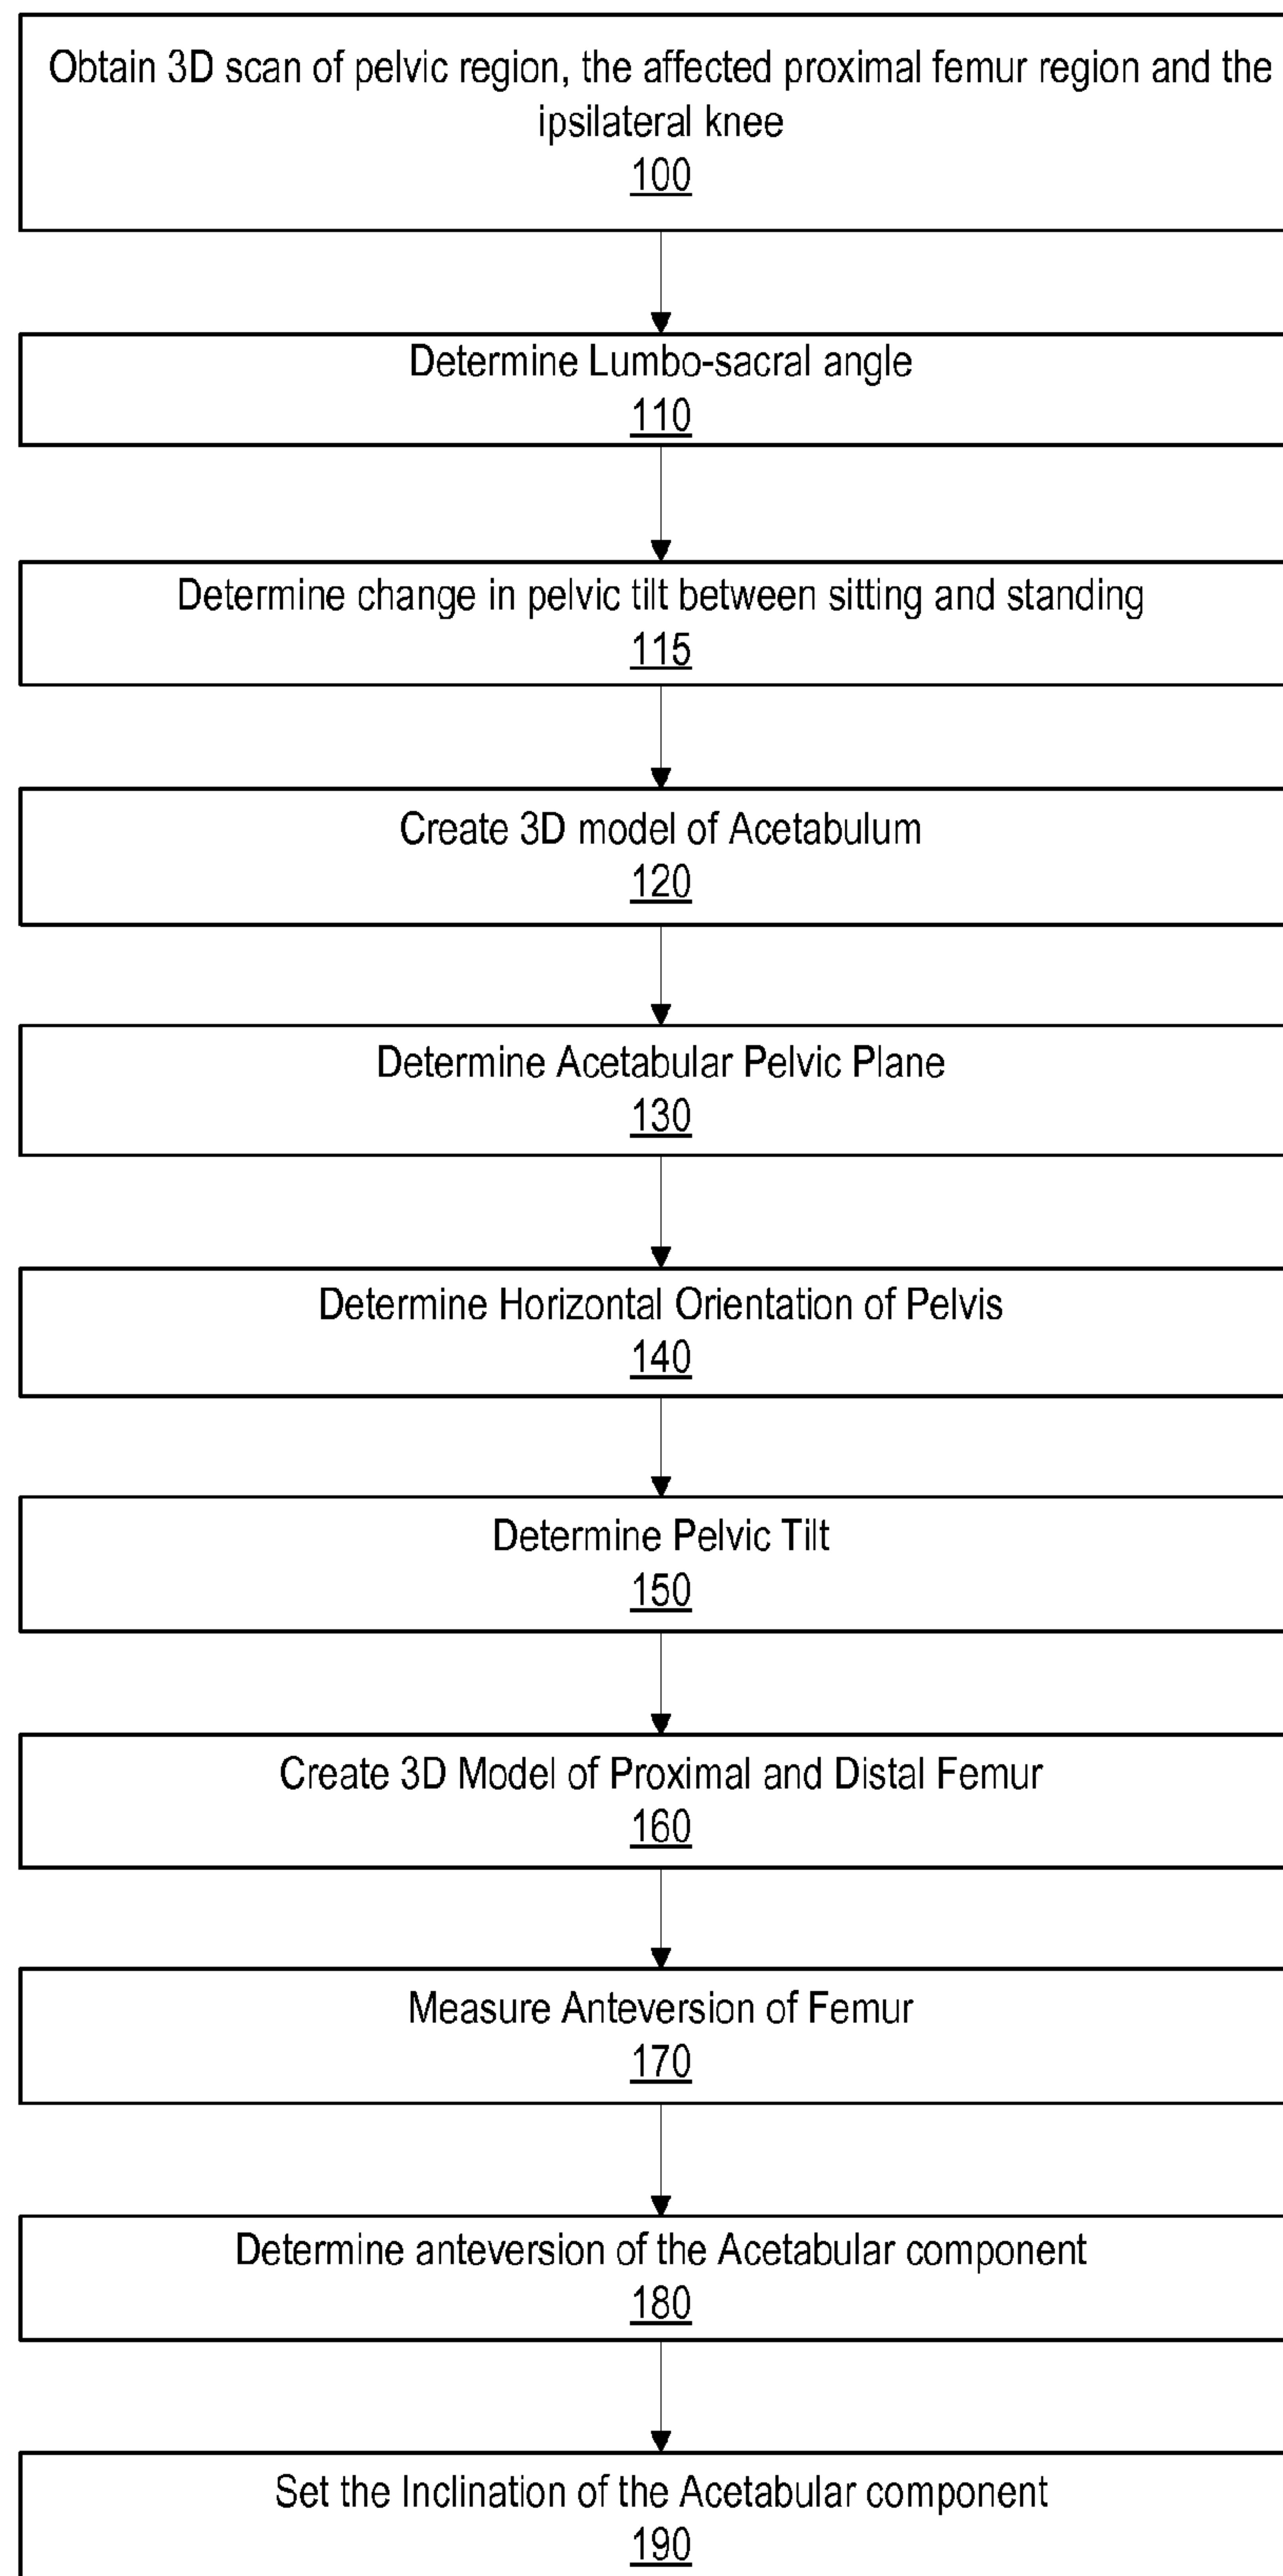 Obtain 3D scan of pelvic region, the affected proximal femur region and the
ipsilateral knee
100
Determine Lumbo-sacral angle
110
Determine change in pelvic tilt between sitting and standing
115
Create 3D model of Acetabulum
120
Determine Acetabular Pelvic Plane
130
Determine Horizontal Orientation of Pelvis
140
Determine Pelvic Tilt
150
Create 3D Model of Proximal and Distal Femur
160
Measure Anteversion of Femur
170
Determine anteversion of the Acetabular component
180
Set the Inclination of the Acetabular component
190